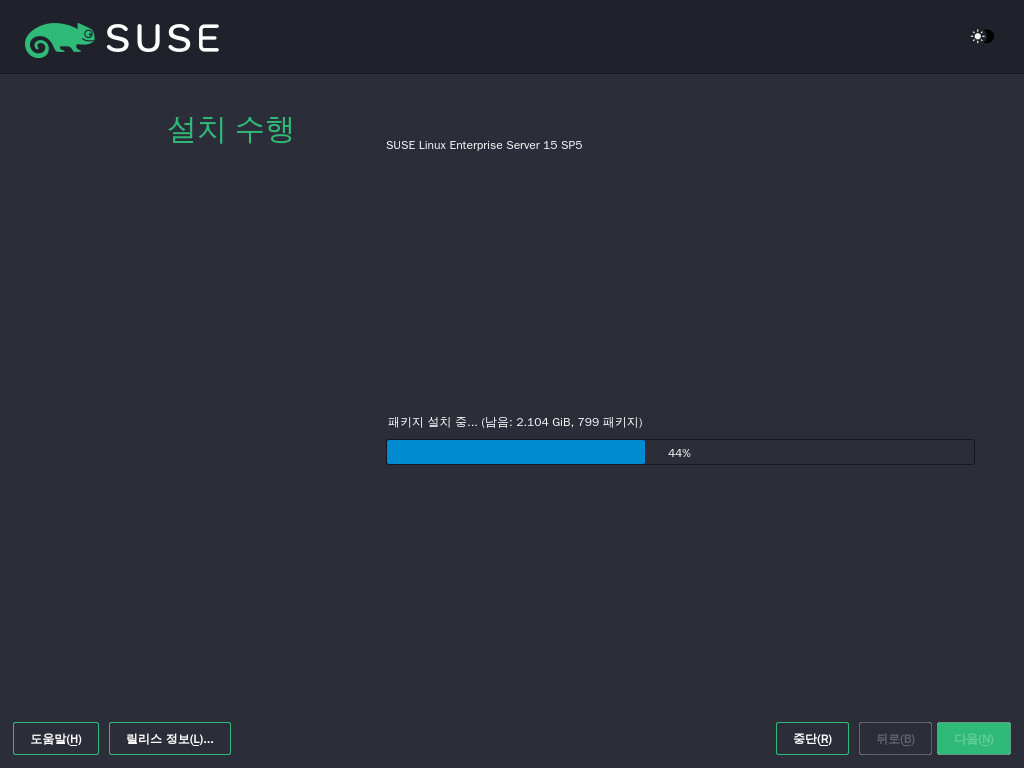 SUSE
설치 수행
SUSE Linux Enterprise Server 15 SP5
패키지 설치 중... (남음: 2.104 GiB, 799 패키지)
44%
도움말(H)
릴리스 정보(L)...
중단(R)
뒤로(B)
다음(N)